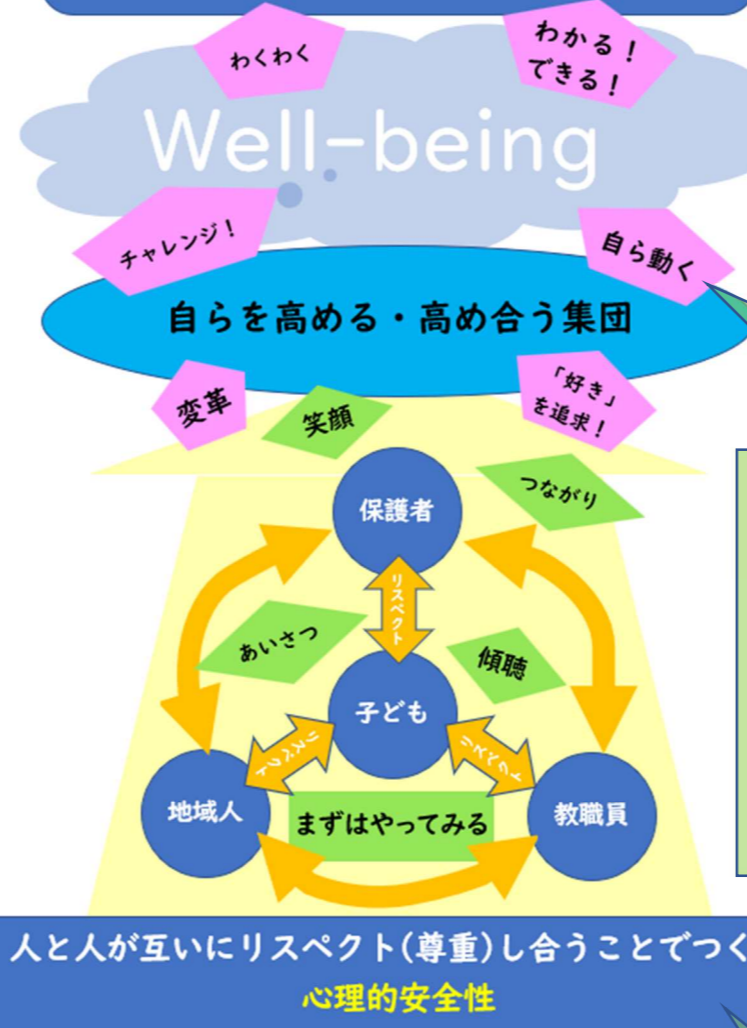 わくわく
わかる！
できる！
Well-being
チャレンジ！
自ら動く
自らを高める・高め合う集団
変革
笑顔
「好き」
を追求！
つながり
保護者
リスペクト
あいさつ
傾聴
子ども
リスペクト
リスペクト
地域人
まずはやってみる
教職員
人と人が互いにリスペクト(尊重)し合うことでつく
心理的安全性